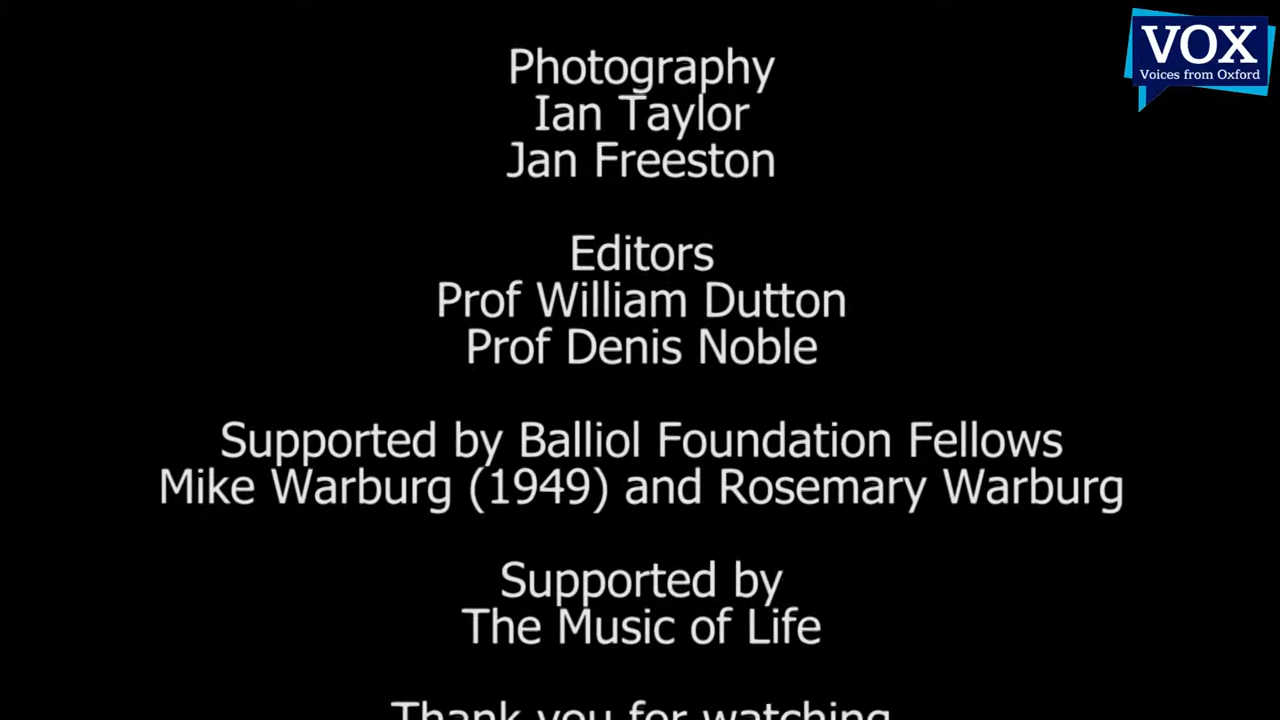 VOX
Voices from Oxford
Photography
Ian Taylor
Jan Freeston
Editors
Prof William Dutton
Prof Denis Noble
Supported by Balliol Foundation Fellows
Mike Warburg (1949) and Rosemary Warburg
Supported by
The Music of Life
Thank you for watching